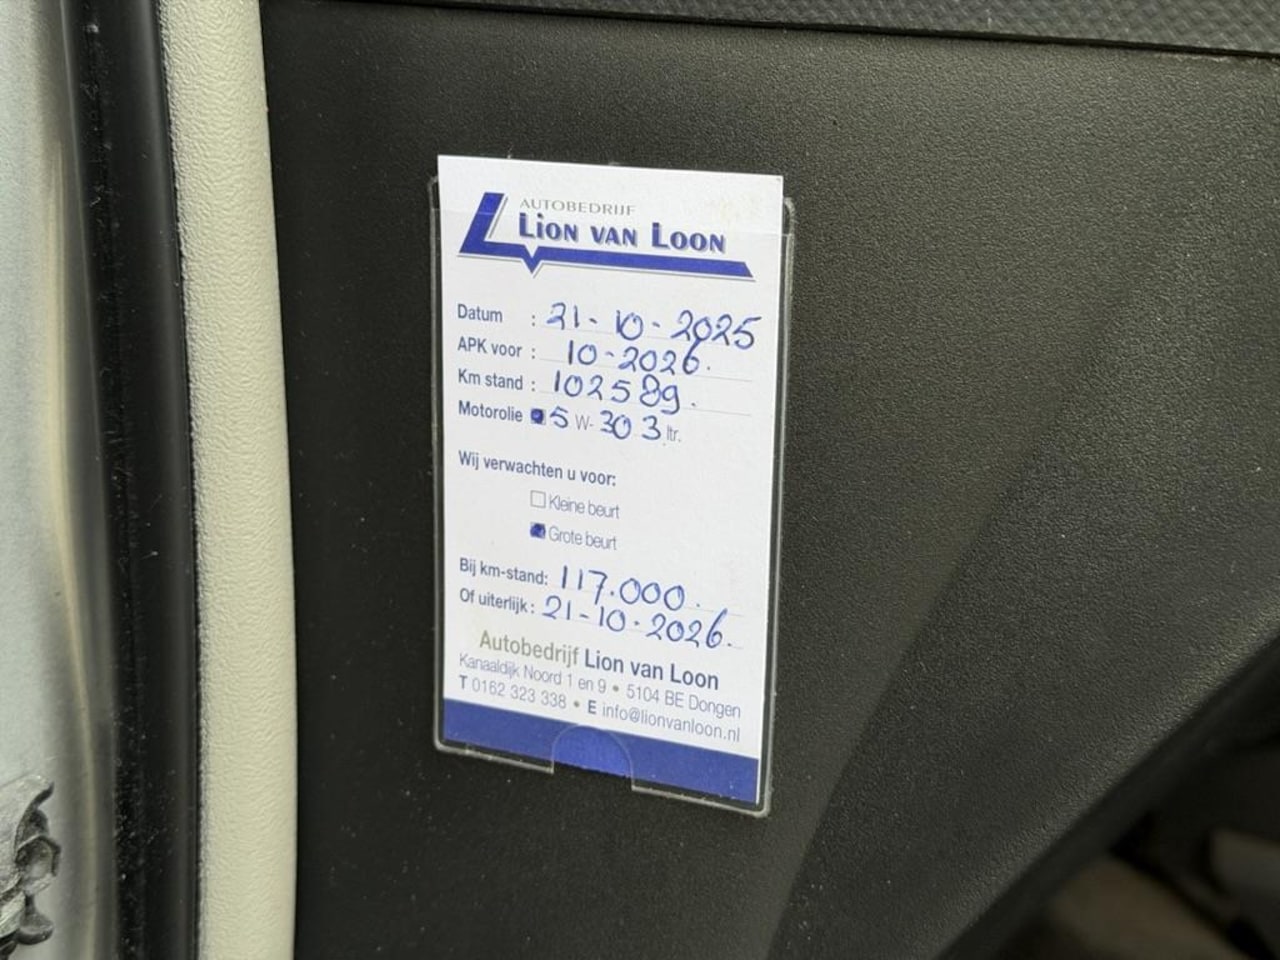 AUTOBEDRIJF
LION VAN LOON
Datum : 21-10-2025
APK voor : 10-2026.
Km stand : 102589.
Motorolie 5 W-30 3 ltr.
Wij verwachten u voor:
Kleine beurt
Grote beurt
Bij km-stand: 117.000.
Of uiterlijk: 21-10-2026.
Autobedrijf Lion van Loon
Kanaaldijk Noord 1 en 9 • 5104 BE Dongen
T 0162 323 338 • E info@lionvanloon.nl